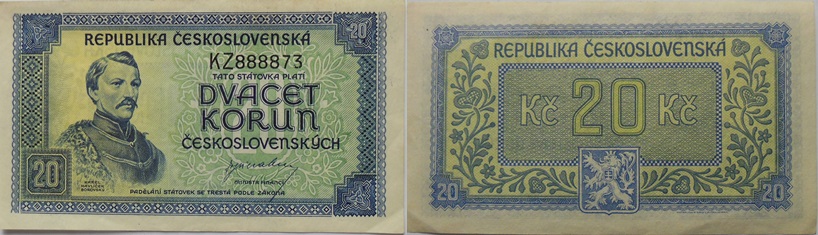 20
REPUBLIKA ČESKOSLOVENSKÁ
KZ888873
TATO STÁTOVKA PLATÍ
DVACET
KORUN
ČESKOSLOVENSKÝCH
MINISTR FINANCÍ
20
KAREL
HAVLÍČEK
BOROVSKÝ
PADĚLÁNÍ STÁTOVEK SE TRESTÁ PODLE ZÁKONA
REPUBLIKA ČESKOSLOVENSKÁ
Kč 20 Kč
20 20